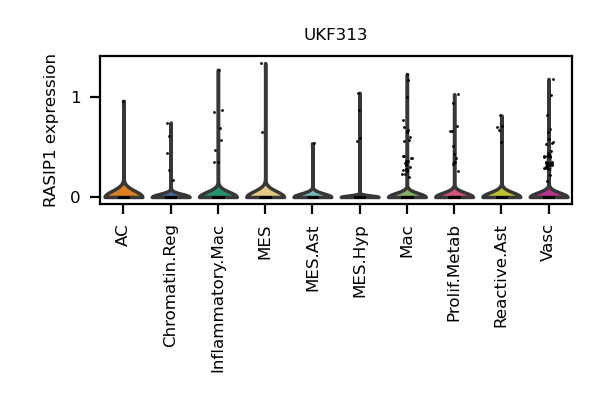 UKF313
RASIP1 expression
1
0
AC
Chromatin.Reg
Inflammatory.Mac
MES
MES.Ast
MES.Hyp
Mac
Prolif.Metab
Reactive.Ast
Vasc